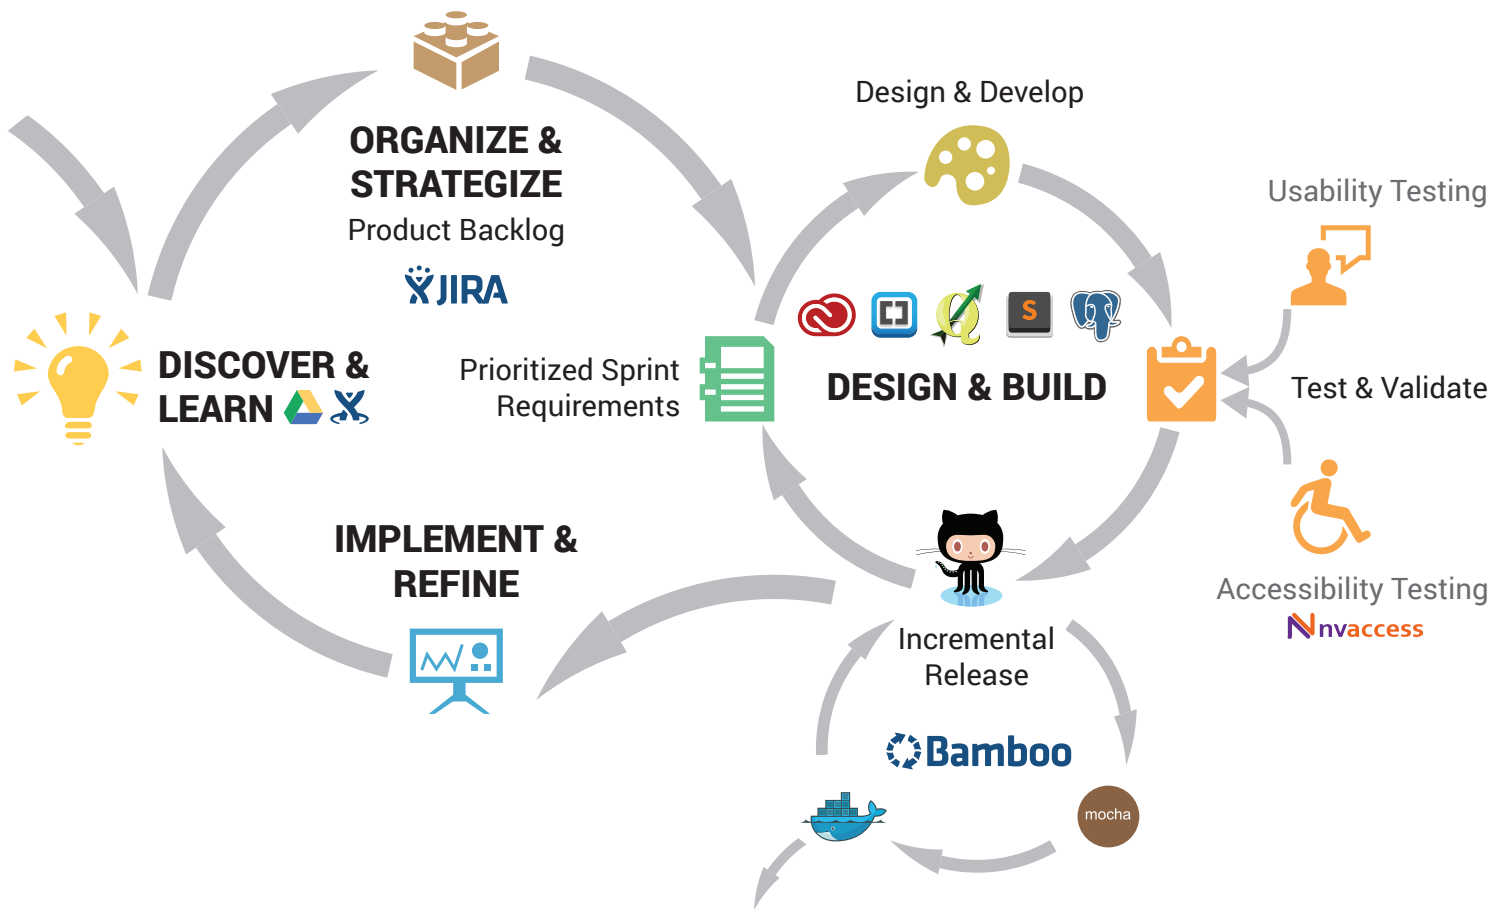 ORGANIZE &
STRATEGIZE
Product Backlog
JIRA
DISCOVER &
LEARN
Prioritized Sprint
Requirements
IMPLEMENT &
REFINE
Design & Develop
S
DESIGN & BUILD
Usability Testing
Test & Validate
Accessibility Testing
nvaccess
Incremental
Release
Bamboo
mocha